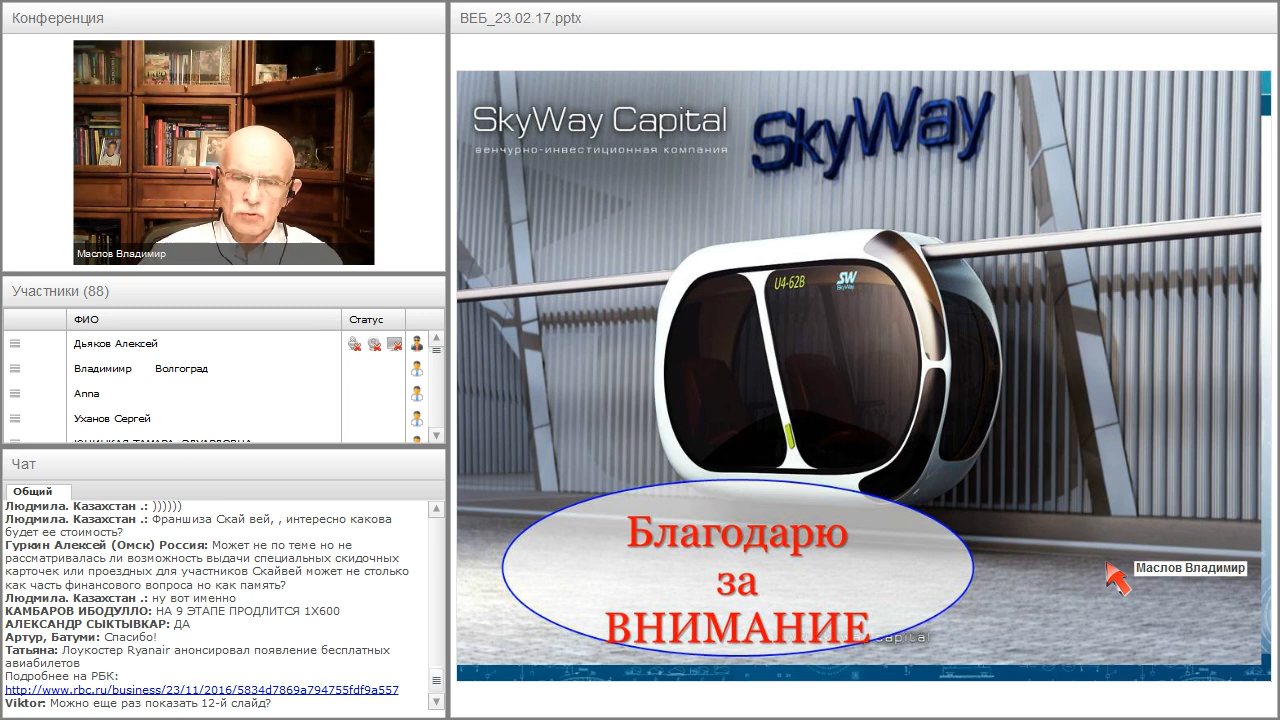 Конференция
Маслов Владимир
Участники (88)
ФИО
Статус
Дьяков Алексей
Владимир Волгоград
Anna
Уханов Сергей
Чат
Общий
Людмила. Казахстан .: ))))))
Людмила. Казахстан .: Франшиза Скай вей, , интересно какова
будет ее стоимость?
Гуркин Алексей (Омск) Россия: Может не по теме но не
рассматривалась ли возможность выдачи специальных скидочных
карточек или проездных для участников Скайвей может не столько
как часть финансового вопроса но как память?
Людмила. Казахстан .: ну вот именно
КАМБАРОВ ИБОДУЛЛО: НА 9 ЭТАПЕ ПРОДЛИТСЯ 1Х600
АЛЕКСАНДР СЫКТЫВКАР: ДА
Артур, Батуми: Спасибо!
Татьяна: Лоукостер Ryanair анонсировал появление бесплатных
авиабилетов
Подробнее на РБК:
http://www.rbc.ru/business/23/11/2016/5834d7869a794755fdf9a557
Viktor: Можно еще раз показать 12-й слайд?
ВЕБ_23.02.17.pptx
SkyWay Capital
венчурно-инвестиционная компания
SkyWay
U4-62B
SW
SkyWay
Благодарю
за
ВНИМАНИЕ
capital
Маслов Владимир